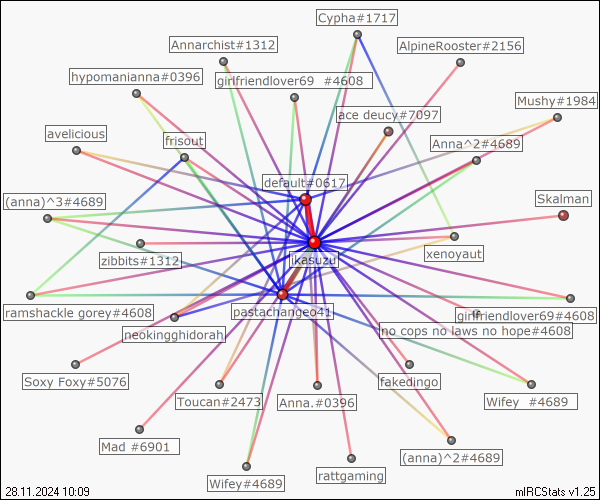 Cypha#1717
Annarchist#1312
AlpineRooster#2156
hypomanianna#0396
girlfriendlover69 #4608
Mushy#1984
ace deucy#7097
avelicious
frisout
Anna^2#4689
default#0617
(anna)^3#4689
Skalman
zibbits#1312
ikasuzu
xenoyaut
ramshackle gorey#4608
pastachangeo41
girlfriendlover69#4608
neokingghidorah
no cops no laws no hope#4608
Soxy Foxy#5076
fakedingo
Toucan#2473
Anna.#0396
Wifey #4689
Mad #6901
(anna)^2#4689
Wifey#4689
rattgaming
28.11.2024 10:09
mIRCStats v1.25